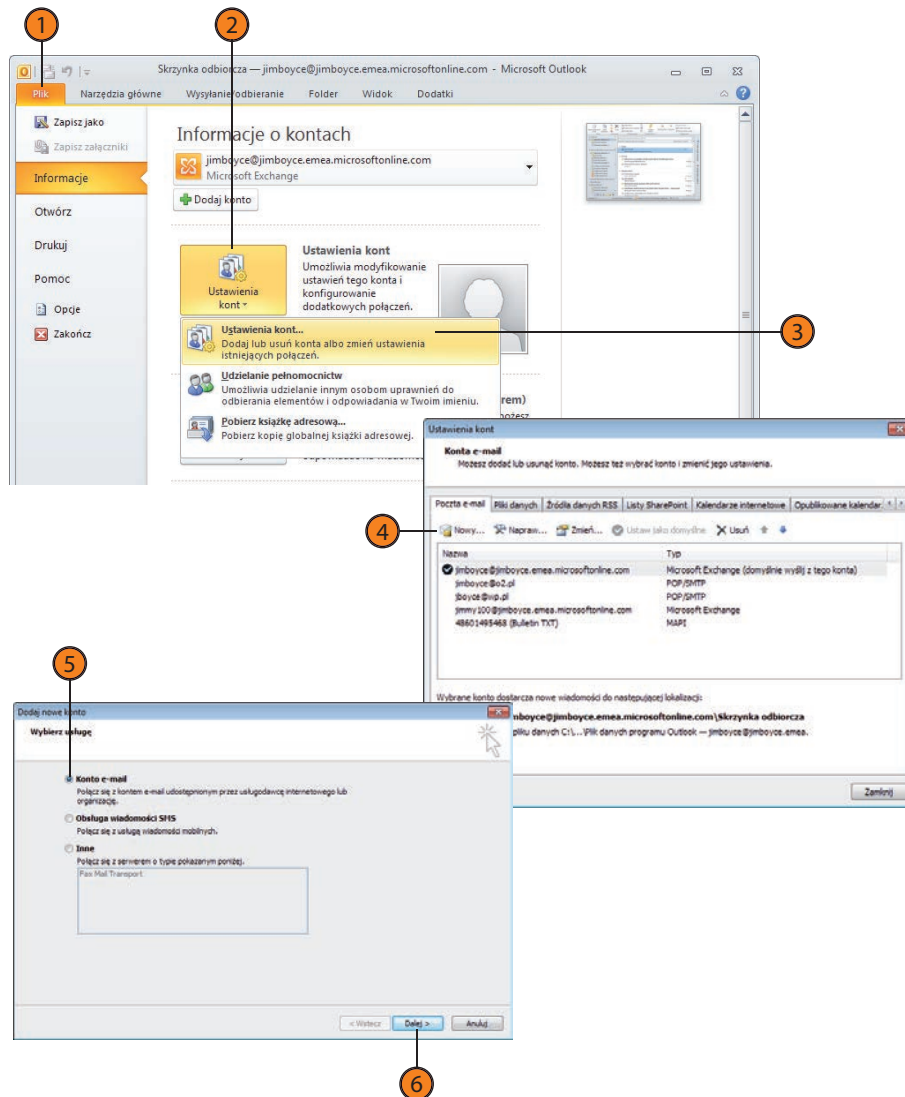 1
2
Skrzynka odbiorcza — jimboyce@jimboyce.emea.microsoftonline.com - Microsoft Outlook
Plik Narzędzia główne Wysyłanie/odbieranie Folder Widok Dodatki
Zapisz jako
Zapisz załączniki
Informacje
Otwórz
Drukuj
Pomoc
Opcje
Zakończ
Informacje o kontach
jimboyce@jimboyce.emea.microsoftonline.com
Microsoft Exchange
Dodaj konto
Ustawienia
kont
Ustawienia kont
Umożliwia modyfikowanie
ustawień tego konta i
konfigurowanie
dodatkowych połączeń.
Ustawienia kont...
Dodaj lub usuń konta albo zmień ustawienia
istniejących połączeń.
3
Udzielanie pełnomocnictw
Umożliwia udzielanie innym osobom uprawnień do
odbierania elementów i odpowiadania w Twoim imieniu.
Pobierz książkę adresową...
Pobierz kopię globalnej książki adresowej.
rem)
możesz
Ustawienia kont
Konta e-mail
Możesz dodać lub usunąć konto. Możesz też wybrać konto i zmienić jego ustawienia.
Poczta e-mail Pliki danych Źródła danych RSS Listy SharePoint Kalendarze internetowe Opublikowane kalendar
4
Nowy... Napraw... Zmień... Ustaw jako domyślne Usuń
Nazwa Typ
jimboyce@jimboyce.emea.microsoftonline.com Microsoft Exchange (domyślnie wyślij z tego konta)
jimboyce@o2.pl POP/SMTP
jboyce@wp.pl POP/SMTP
jimmy100@jimboyce.emea.microsoftonline.com Microsoft Exchange
48601495468 (Bulletin TXT) MAPI
Wybrane konto dostarcza nowe wiadomości do następującej lokalizacji:
mboyce@jimboyce.emea.microsoftonline.com\Skrzynka odbiorcza
pliku danych C:\...\Plik danych programu Outlook — jimboyce@jimboyce.emea.
Zamknij
5
Dodaj nowe konto
Wybierz usługę
Konto e-mail
Połącz się z kontem e-mail udostępnionym przez usługodawcę internetowego lub
organizację.
Obsługa wiadomości SMS
Połącz się z usługą wiadomości mobilnych.
Inne
Połącz się z serwerem o typie pokazanym poniżej.
Fax Mail Transport
< Wstecz Dalej > Anuluj
6